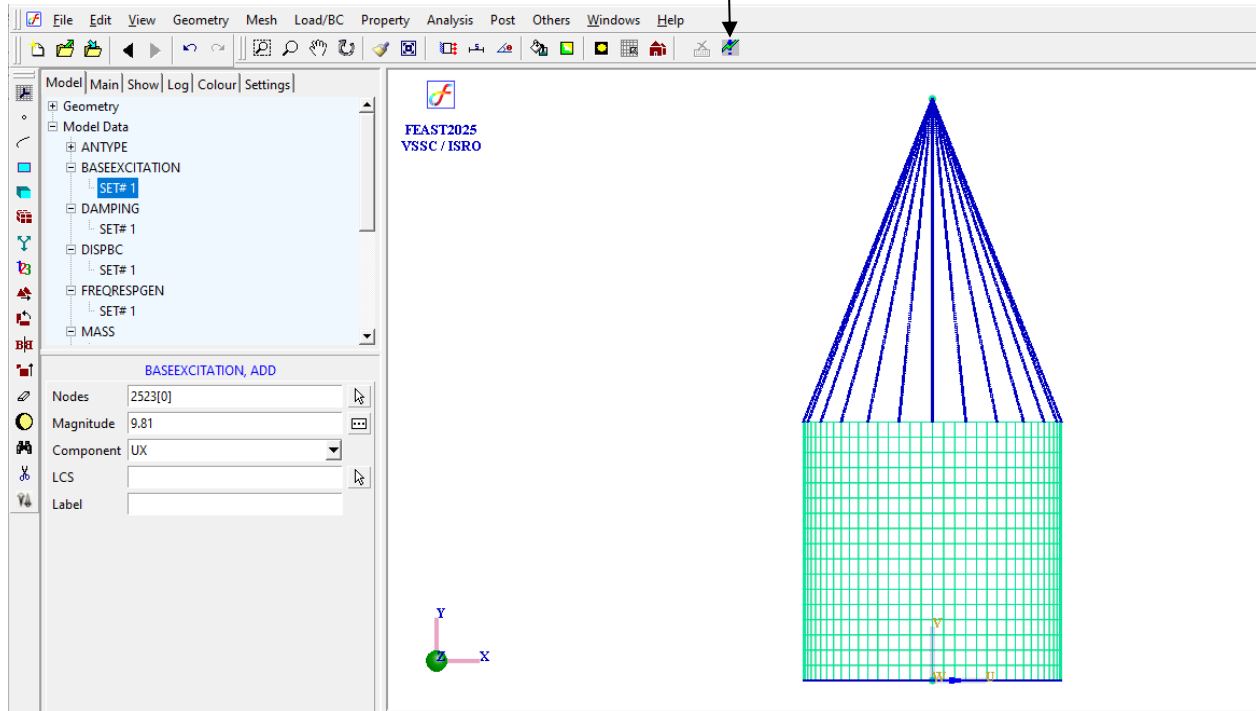 File Edit View Geometry Mesh Load/BC Property Analysis Post Others Windows Help
Model Main Show Log Colour Settings
Geometry
Model Data
ANTYPE
BASEEXCITATION
SET# 1
DAMPING
SET# 1
DISPBC
SET# 1
FREQRESPGEN
SET# 1
MASS
BASEEXCITATION, ADD
Nodes 2523[0]
Magnitude 9.81
Component UX
LCS
Label
FEAST2025
VSSC / ISRO
Y
Z X
V
W U